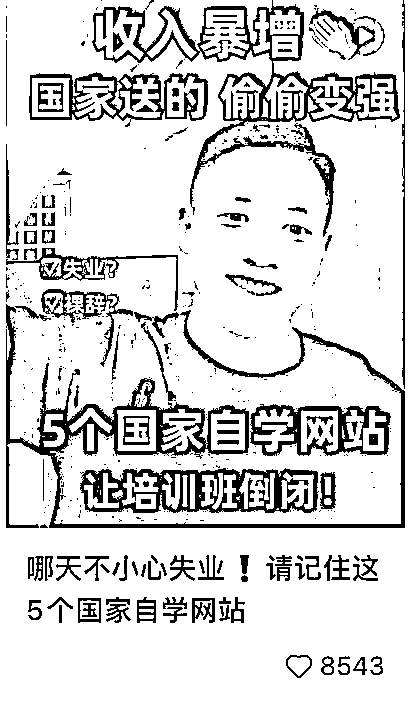 收入暴增👏
国家送的 偷偷变强
☑失业?
☑裸辞?
5个国家自学网站
让培训班倒闭!
哪天不小心失业❗请记住这
5个国家自学网站
♡ 8543